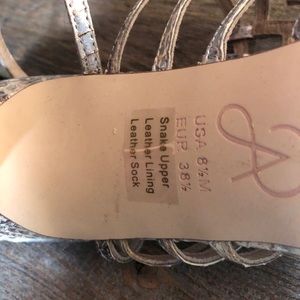 USA 8½M
EUR 38½
Snake Upper
Leather Lining
Leather Sock